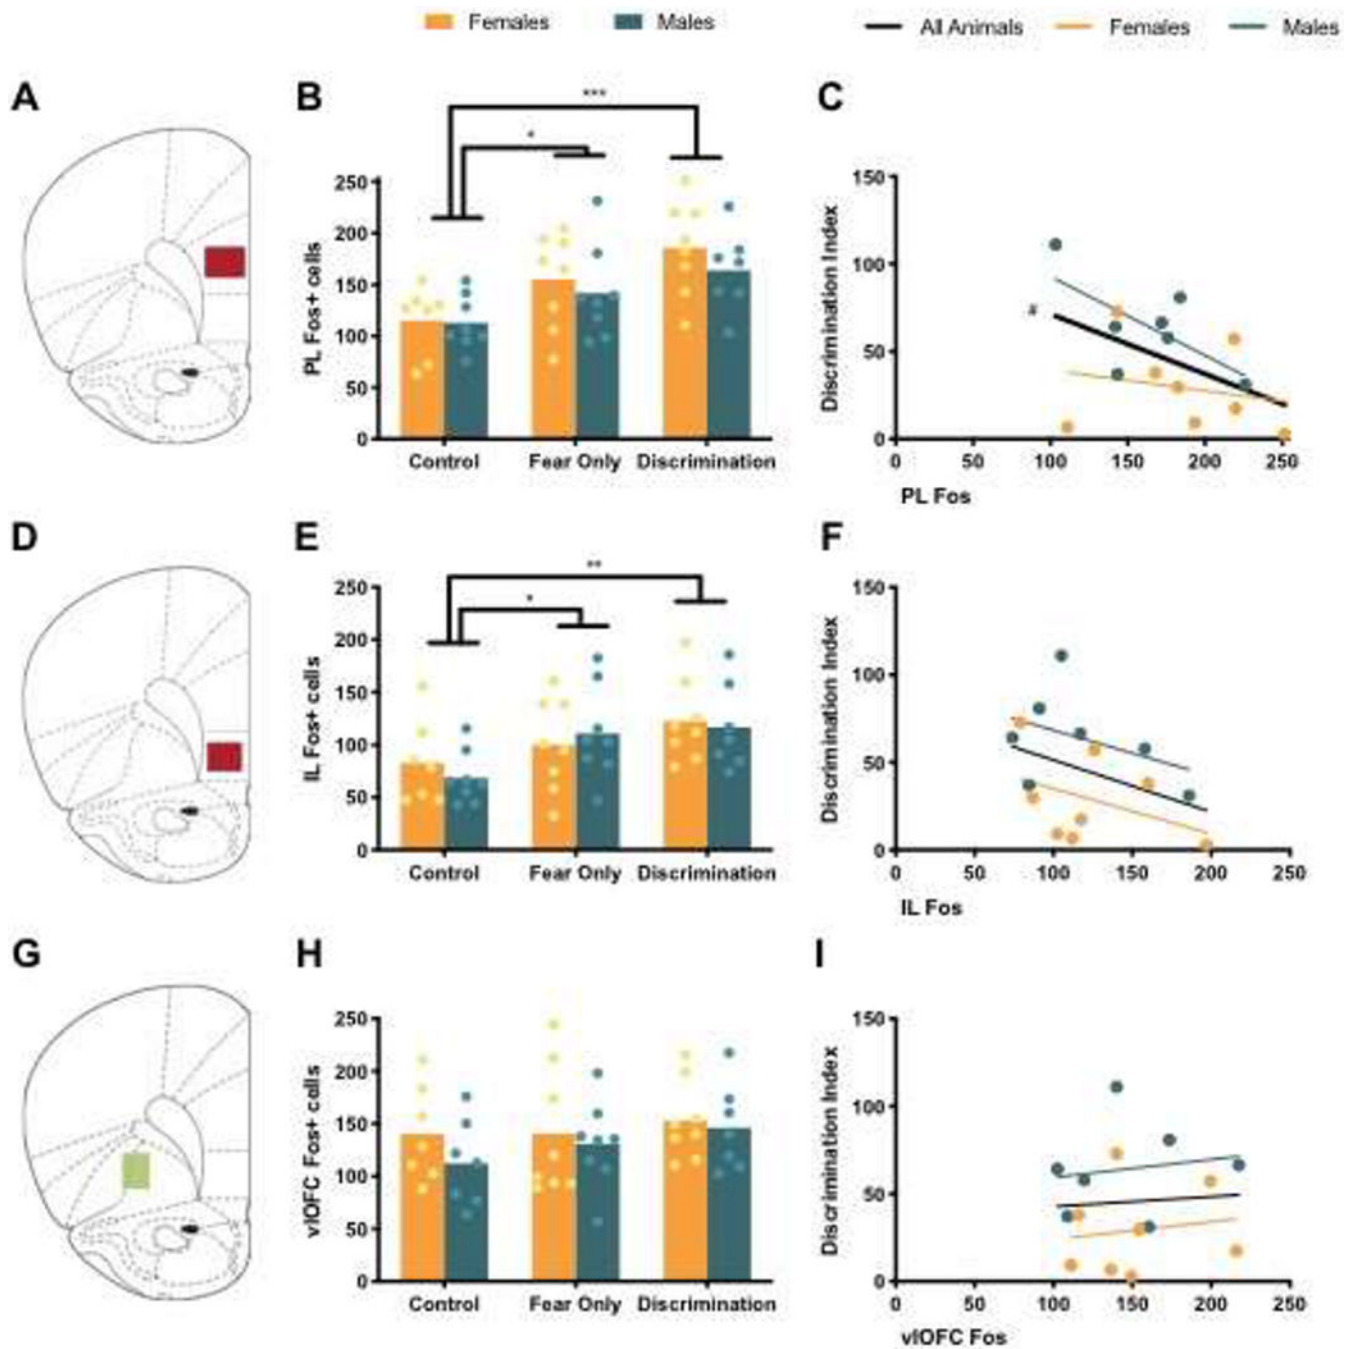 Females Males All Animals Females Males
A B C
***
*
PL Fos+ cells
250
200
150
100
50
0
Control Fear Only Discrimination
Discrimination Index
150
100
50
0
#
0 50 100 150 200 250
PL Fos
D E F
**
*
IL Fos+ cells
250
200
150
100
50
0
Control Fear Only Discrimination
Discrimination Index
150
100
50
0
0 50 100 150 200 250
IL Fos
G H I
vlOFC Fos+ cells
250
200
150
100
50
0
Control Fear Only Discrimination
Discrimination Index
150
100
50
0
0 50 100 150 200 250
vlOFC Fos